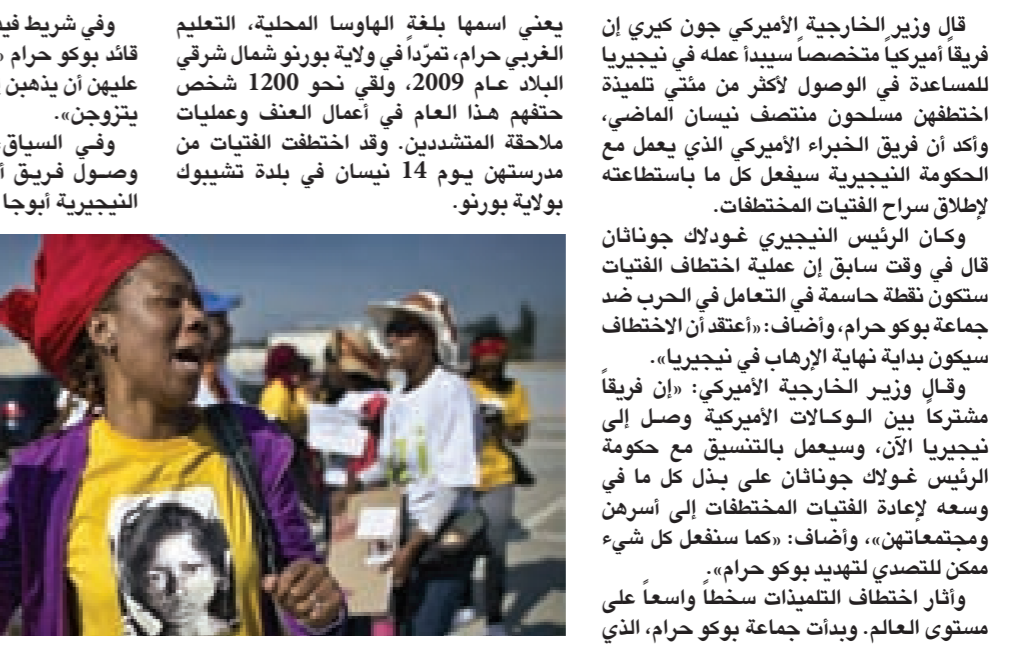 قال وزير الخارجية الأميركي جون كيري إن
فريقاً أميركياً متخصصاً سيبدأ عمله في نيجيريا
للمساعدة في الوصول لأكثر من مئتي تلميذة
اختطفهن مسلحون منتصف نيسان الماضي،
وأكد أن فريق الخبراء الأميركي الذي يعمل مع
الحكومة النيجيرية سيفعل كل ما باستطاعته
لإطلاق سراح الفتيات المختطفات.
وكان الرئيس النيجيري غودلاك جوناثان
قال في وقت سابق إن عملية اختطاف الفتيات
ستكون نقطة حاسمة في التعامل في الحرب ضد
جماعة بوكو حرام، وأضاف: «أعتقد أن الاختطاف
سيكون بداية نهاية الإرهاب في نيجيريا».
وقال وزير الخارجية الأميركي: «إن فريقاً
مشتركاً بين الوكالات الأميركية وصل إلى
نيجيريا الآن، وسيعمل بالتنسيق مع حكومة
الرئيس غولاك جوناثان على بذل كل ما في
وسعه لإعادة الفتيات المختطفات إلى أسرهن
ومجتمعاتهن»، وأضاف: «كما سنفعل كل شيء
ممكن للتصدي لتهديد بوكو حرام».
وأثار اختطاف التلميذات سخطاً واسعاً على
مستوى العالم. وبدأت جماعة بوكو حرام، الذي
يعني اسمها بلغة الهاوسا المحلية، التعليم
الغربي حرام، تمرّداً في ولاية بورنو شمال شرقي
البلاد عام 2009، ولقي نحو 1200 شخص
حتفهم هذا العام في أعمال العنف وعمليات
ملاحقة المتشددين. وقد اختطفت الفتيات من
مدرستهن يوم 14 نيسان في بلدة تشيبوك
بولاية بورنو.
وفي شريط
قائد بوكو حرام
عليهن أن يذهبن
يتزوجن».
وفي السياق
وصول فريق
النيجيرية أبوجا